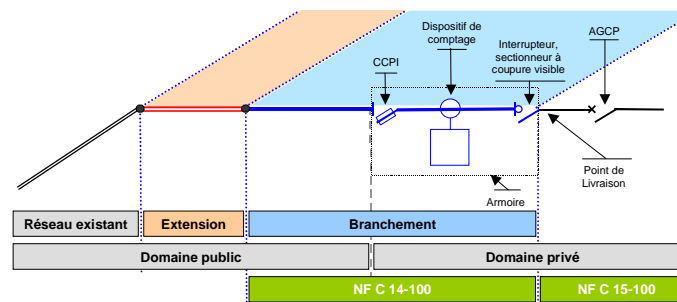 Dispositif de
comptage
Interrupteur,
sectionneur à
coupure visible
AGCP
CCPI
Point de
Livraison
Armoire
Réseau existant
Extension
Branchement
Domaine public
Domaine privé
NF C 14-100
NF C 15-100